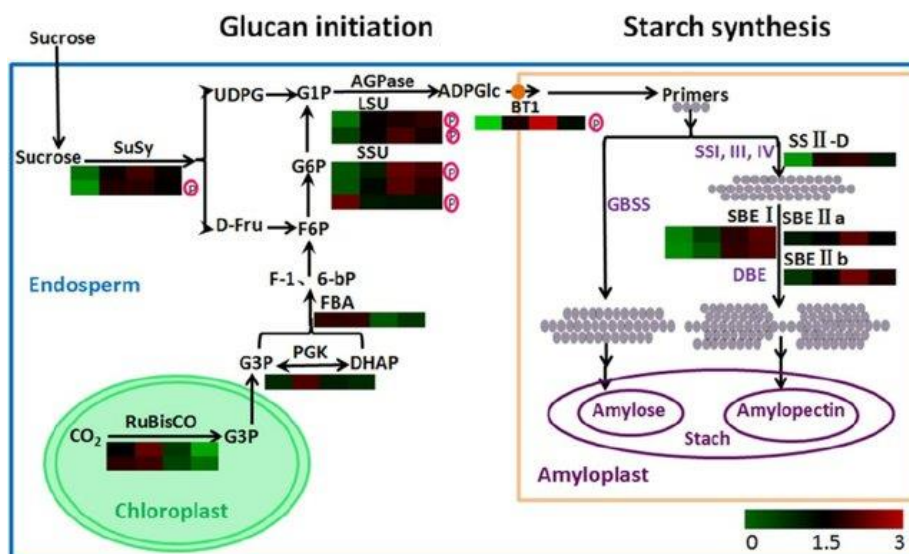 Glucan initiation
Starch synthesis
Sucrose
UDPG
G1P
AGPase
ADPGlc
BT1
P
Primers
LSU
P
P
Sucrose
SuSy
P
G6P
SSU
P
P
SSI, III, IV
SS II-D
GBSS
D-Fru
F6P
SBE I
SBE II a
SBE II b
DBE
Endosperm
F-1、6-bP
FBA
G3P
PGK
DHAP
CO2
RuBisCO
G3P
Chloroplast
Amylose
Amylopectin
Stach
Amyloplast
0
1.5
3